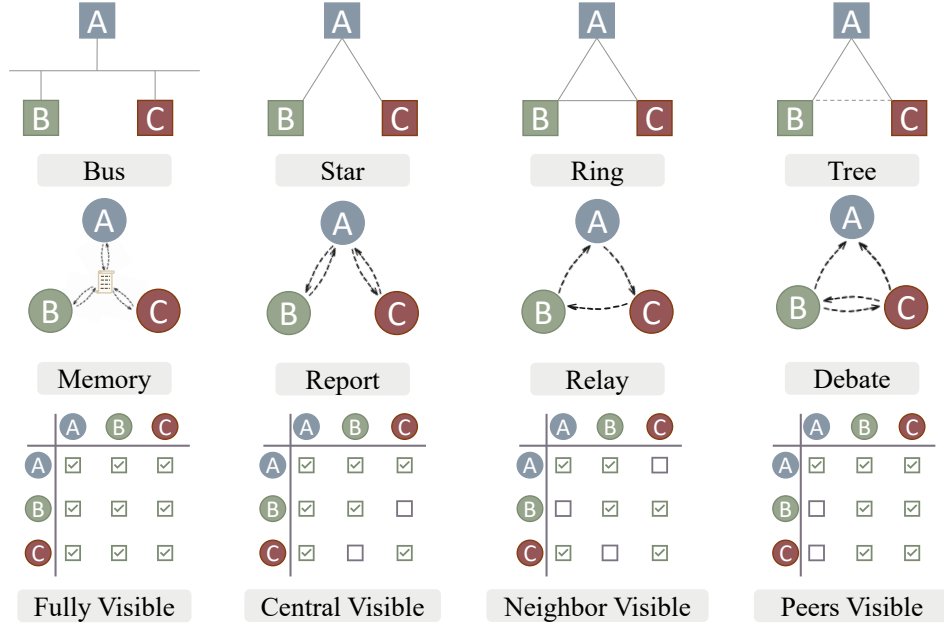 A A A A
B C B C B C B C
Bus Star Ring Tree
A A A A
B C B C B C B C
Memory Report Relay Debate
A B C A B C A B C A B C
A A A A
B B B B
C C C C
Fully Visible Central Visible Neighbor Visible Peers Visible